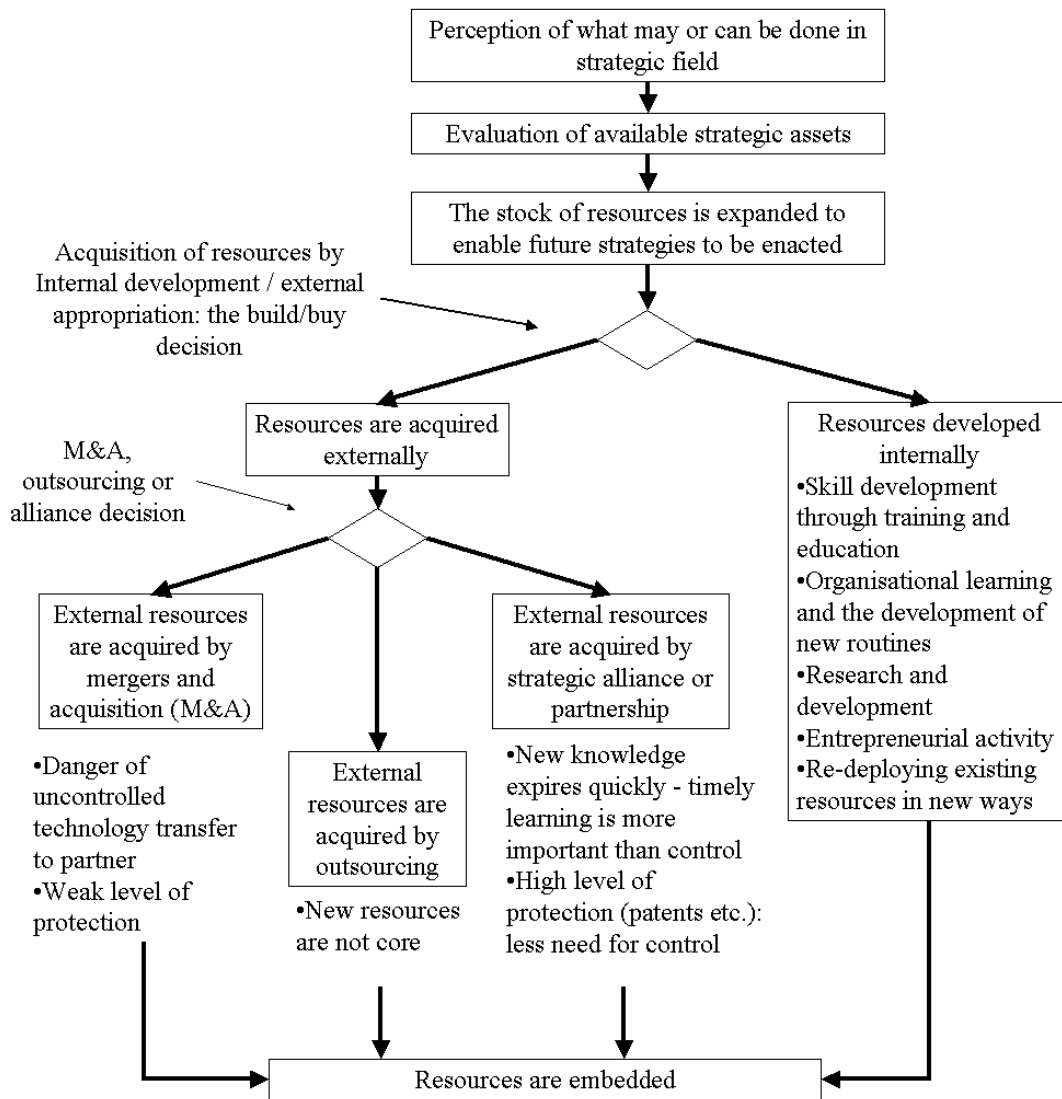 Perception of what may or can be done in
strategic field
Evaluation of available strategic assets
The stock of resources is expanded to
enable future strategies to be enacted
Acquisition of resources by
Internal development / external
appropriation: the build/buy
decision
Resources are acquired
externally
M&A,
outsourcing or
alliance decision
External resources
are acquired by
mergers and
acquisition (M&A)
•Danger of
uncontrolled
technology transfer
to partner
•Weak level of
protection
External
resources are
acquired by
outsourcing
•New resources
are not core
External resources
are acquired by
strategic alliance or
partnership
•New knowledge
expires quickly - timely
learning is more
important than control
•High level of
protection (patents etc.):
less need for control
Resources developed
internally
•Skill development
through training and
education
•Organisational learning
and the development of
new routines
•Research and
development
•Entrepreneurial activity
•Re-deploying existing
resources in new ways
Resources are embedded